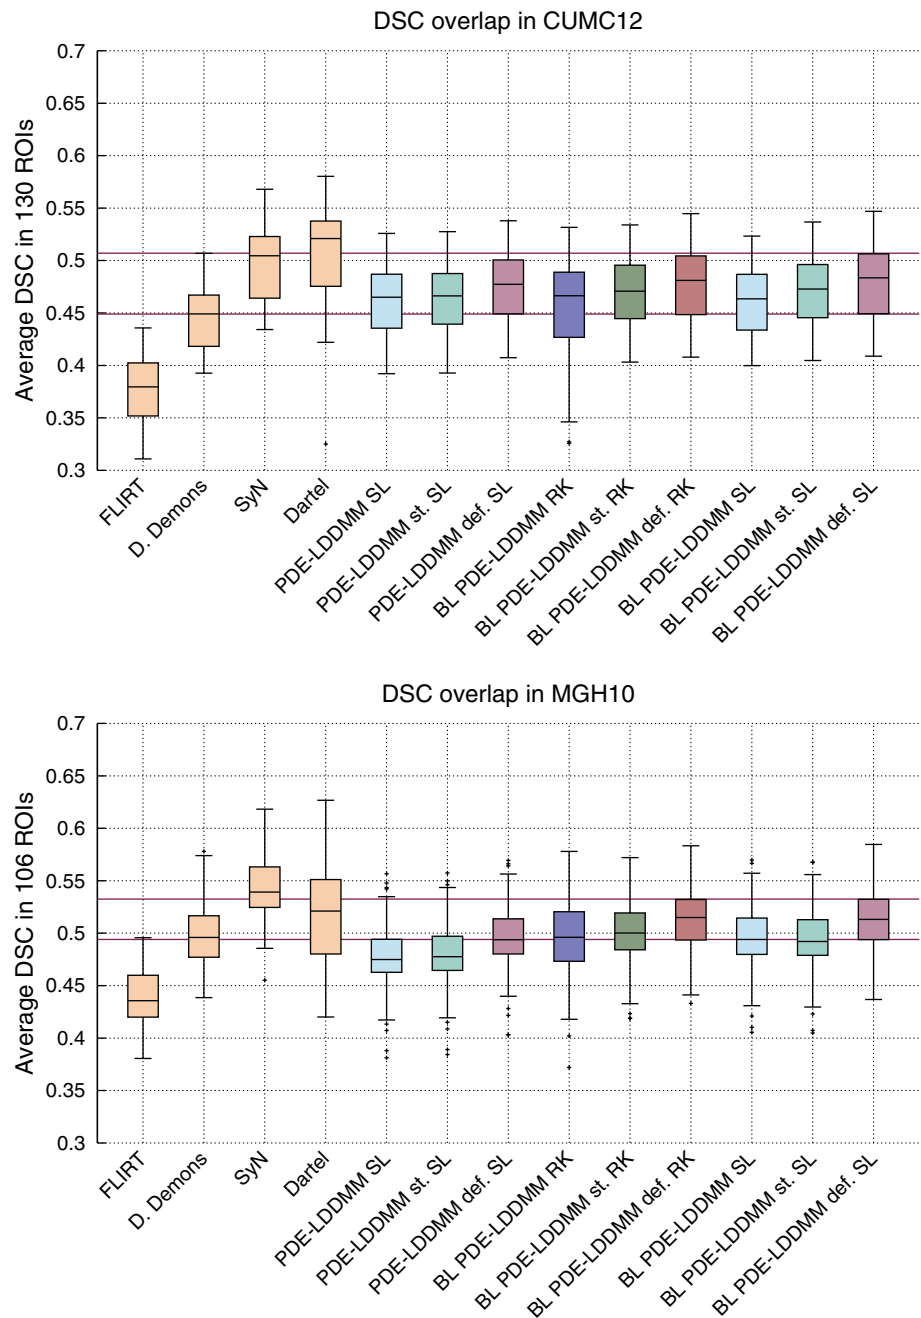 DSC overlap in CUMC12
Average DSC in 130 ROIs
0.7
0.65
0.6
0.55
0.5
0.45
0.4
0.35
0.3
FLIRT
D. Demons
SyN
Dartel
PDE-LDDMM SL
PDE-LDDMM st. SL
PDE-LDDMM def. SL
BL PDE-LDDMM RK
BL PDE-LDDMM st. RK
BL PDE-LDDMM def. RK
BL PDE-LDDMM SL
BL PDE-LDDMM st. SL
BL PDE-LDDMM def. SL
DSC overlap in MGH10
Average DSC in 106 ROIs
0.7
0.65
0.6
0.55
0.5
0.45
0.4
0.35
0.3
FLIRT
D. Demons
SyN
Dartel
PDE-LDDMM SL
PDE-LDDMM st. SL
PDE-LDDMM def. SL
BL PDE-LDDMM RK
BL PDE-LDDMM st. RK
BL PDE-LDDMM def. RK
BL PDE-LDDMM SL
BL PDE-LDDMM st. SL
BL PDE-LDDMM def. SL